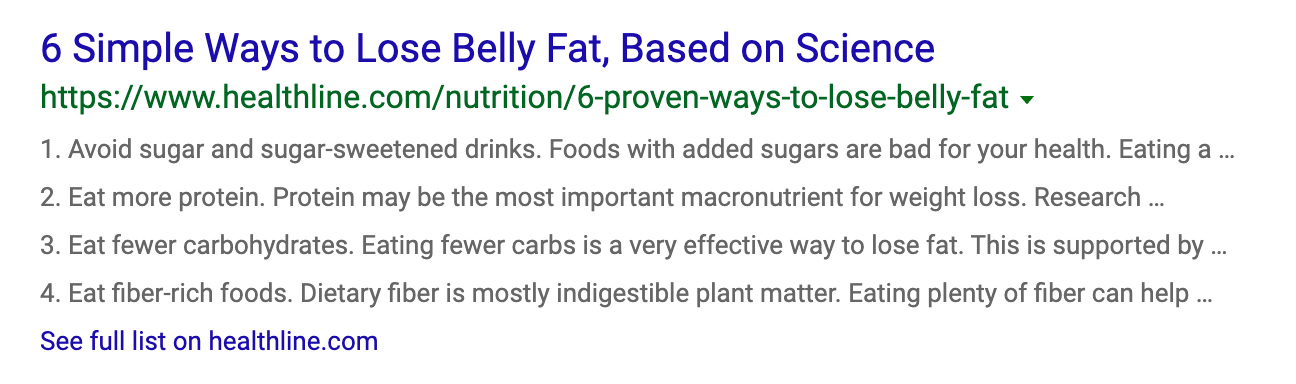 6 Simple Ways to Lose Belly Fat, Based on Science
https://www.healthline.com/nutrition/6-proven-ways-to-lose-belly-fat
1. Avoid sugar and sugar-sweetened drinks. Foods with added sugars are bad for your health. Eating a ...
2. Eat more protein. Protein may be the most important macronutrient for weight loss. Research ...
3. Eat fewer carbohydrates. Eating fewer carbs is a very effective way to lose fat. This is supported by ...
4. Eat fiber-rich foods. Dietary fiber is mostly indigestible plant matter. Eating plenty of fiber can help ...
See full list on healthline.com